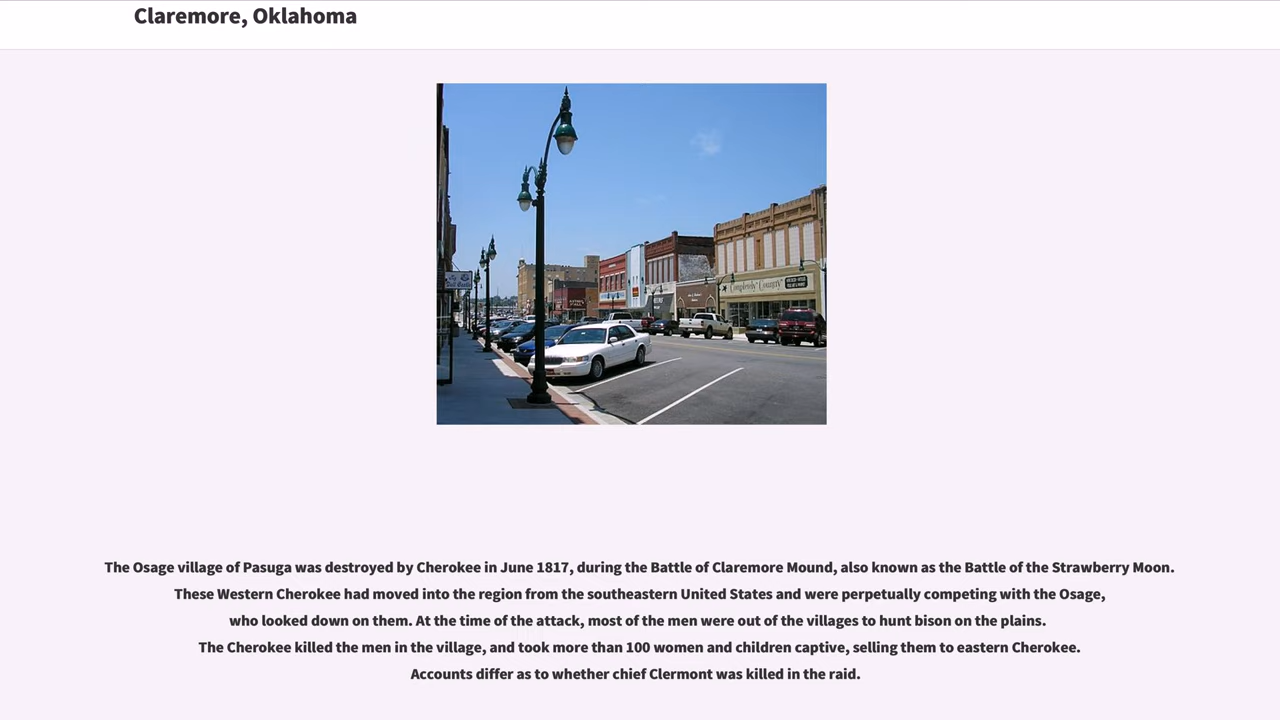 Claremore, Oklahoma
Completely Country
The Osage village of Pasuga was destroyed by Cherokee in June 1817, during the Battle of Claremore Mound, also known as the Battle of the Strawberry Moon.
These Western Cherokee had moved into the region from the southeastern United States and were perpetually competing with the Osage,
who looked down on them. At the time of the attack, most of the men were out of the villages to hunt bison on the plains.
The Cherokee killed the men in the village, and took more than 100 women and children captive, selling them to eastern Cherokee.
Accounts differ as to whether chief Clermont was killed in the raid.